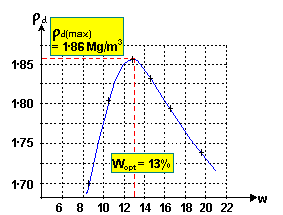 ρd
ρd(max)
= 1·86 Mg/m³
1·85
1·80
1·75
1·70
Wopt = 13%
6 8 10 12 14 16 18 20 22
w